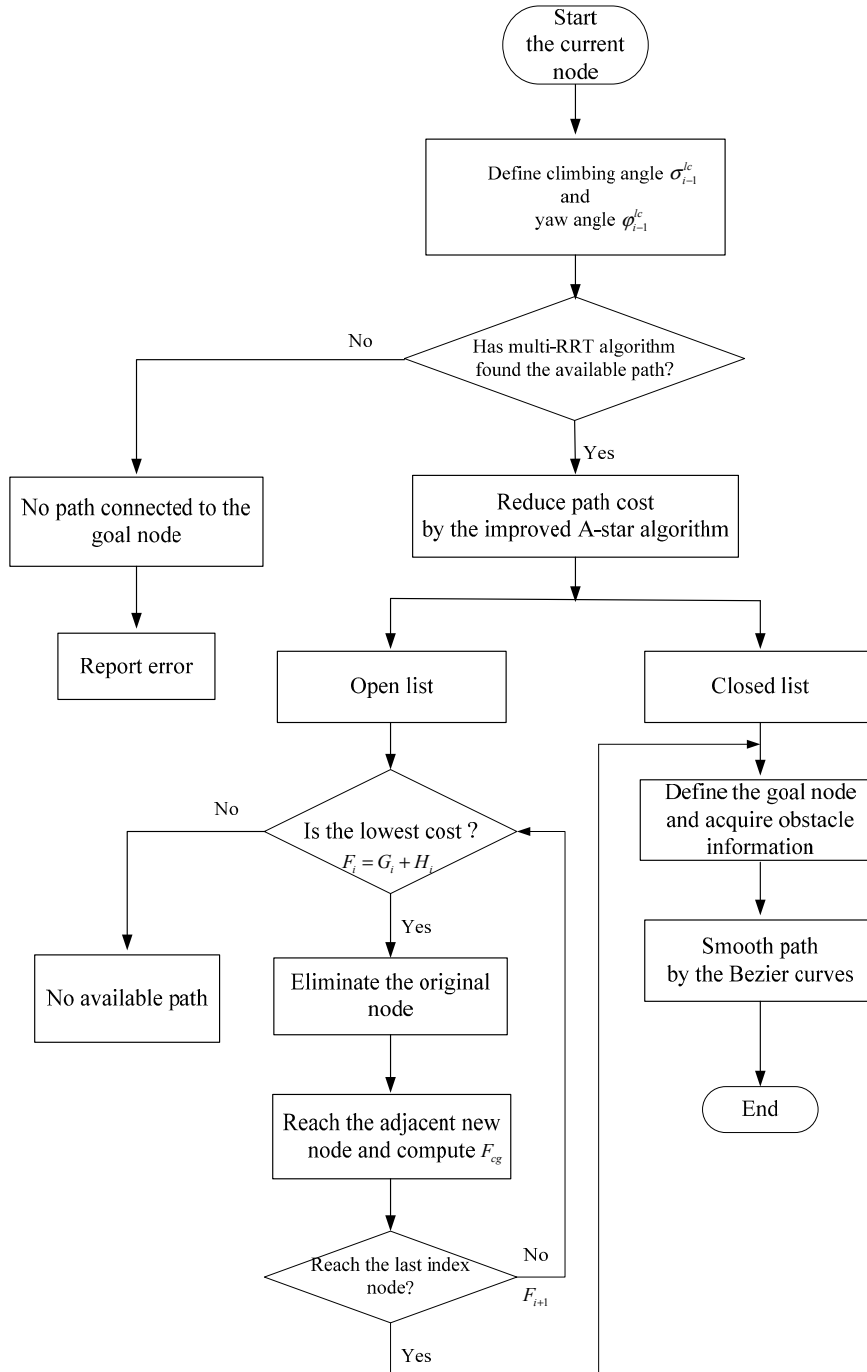 Start
the current
node
Define climbing angle σ_{i-1}^{lc}
and
yaw angle φ_{i-1}^{lc}
No
Has multi-RRT algorithm
found the available path?
Yes
No path connected to the
goal node
Reduce path cost
by the improved A-star algorithm
Report error
Open list
Closed list
No
Is the lowest cost ?
F_i = G_i + H_i
Define the goal node
and acquire obstacle
information
Yes
No available path
Eliminate the original
node
Smooth path
by the Bezier curves
Reach the adjacent new
node and compute F_{cg}
End
Reach the last index
node?
No
F_{i+1}
Yes